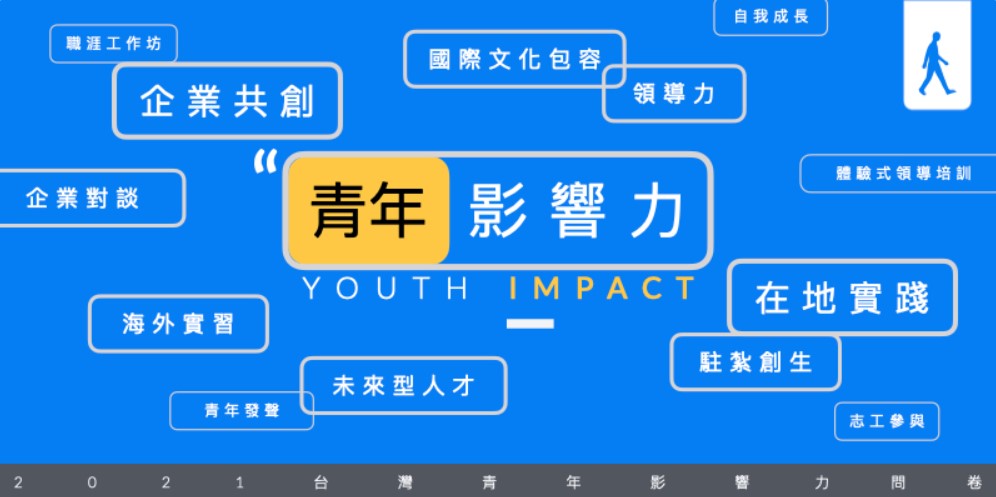 自我成長
職涯工作坊
國際文化包容
企業共創
領導力
“
青年影響力
YOUTH IMPACT
企業對談
體驗式領導培訓
在地實踐
海外實習
駐紮創生
未來型人才
青年發聲
志工參與
2021台灣青年影響力問卷